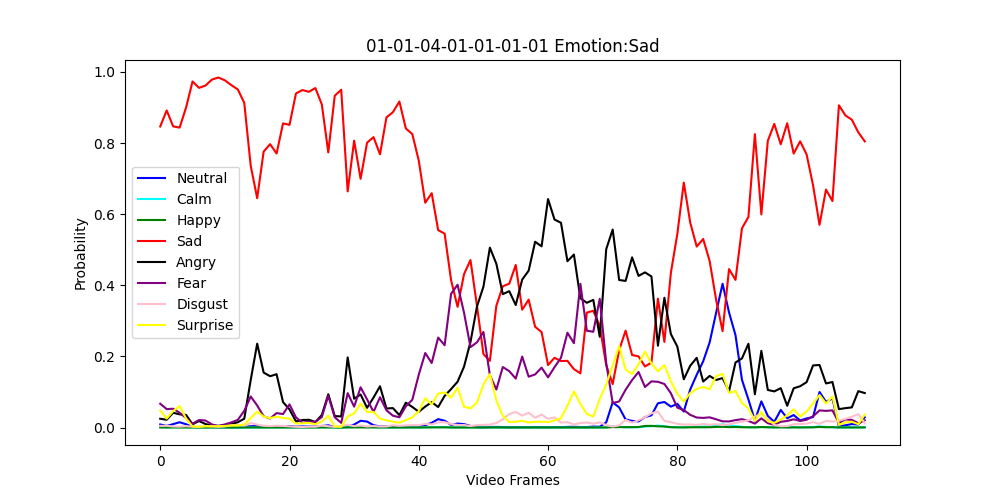 01-01-04-01-01-01-01 Emotion:Sad
1.0
0.8
0.6
0.4
0.2
0.0
Probability
Neutral
Calm
Happy
Sad
Angry
Fear
Disgust
Surprise
0 20 40 60 80 100
Video Frames